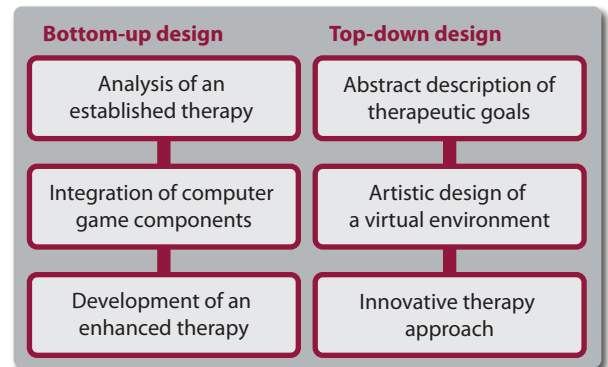 Bottom-up design
Analysis of an
established therapy
Integration of computer
game components
Development of an
enhanced therapy
Top-down design
Abstract description of
therapeutic goals
Artistic design of
a virtual environment
Innovative therapy
approach